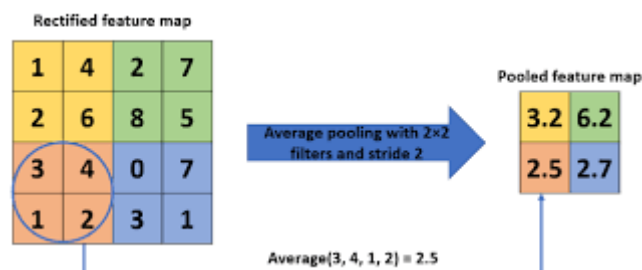 Rectified feature map
1 4 2 7
2 6 8 5
3 4 0 7
1 2 3 1
Average pooling with 2×2
filters and stride 2
Pooled feature map
3.2 6.2
2.5 2.7
Average(3, 4, 1, 2) = 2.5